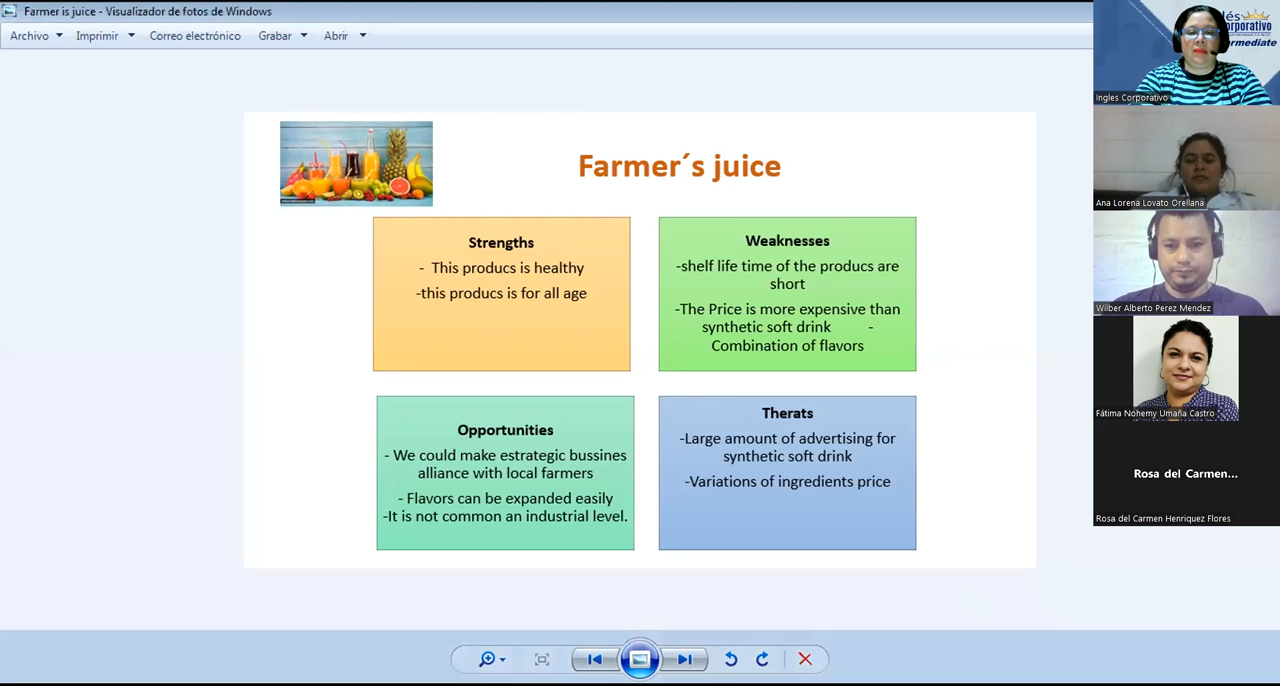 Farmer is juice - Visualizador de fotos de Windows
Archivo Imprimir Correo electrónico Grabar Abrir
Farmer´s juice
Strengths
- This producs is healthy
-this producs is for all age
Weaknesses
-shelf life time of the producs are
short
-The Price is more expensive than
synthetic soft drink -
Combination of flavors
Opportunities
- We could make estrategic bussines
alliance with local farmers
- Flavors can be expanded easily
-It is not common an industrial level.
Therats
-Large amount of advertising for
synthetic soft drink
-Variations of ingredients price
lés
orporativo
ermediate
Ingles Corporativo
Ana Lorena Lovato Orellana
Wilber Alberto Perez Mendez
Fátima Nohemy Umaña Castro
Rosa del Carmen...
Rosa del Carmen Henriquez Flores